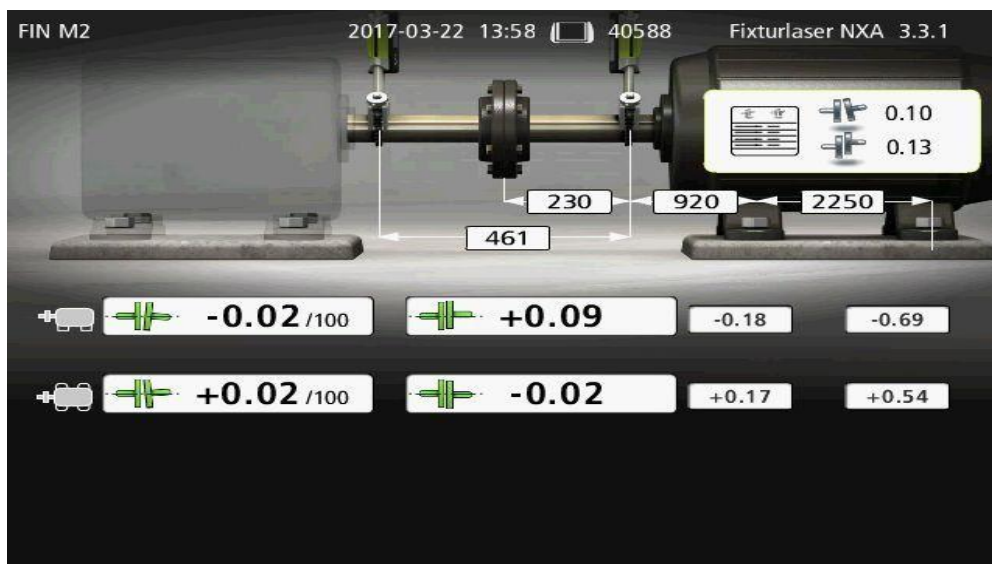 FIN M2 2017-03-22 13:58 40588 Fixturlaser NXA 3.3.1
0.10
0.13
230 920 2250
461
-0.02 /100 +0.09 -0.18 -0.69
+0.02 /100 -0.02 +0.17 +0.54